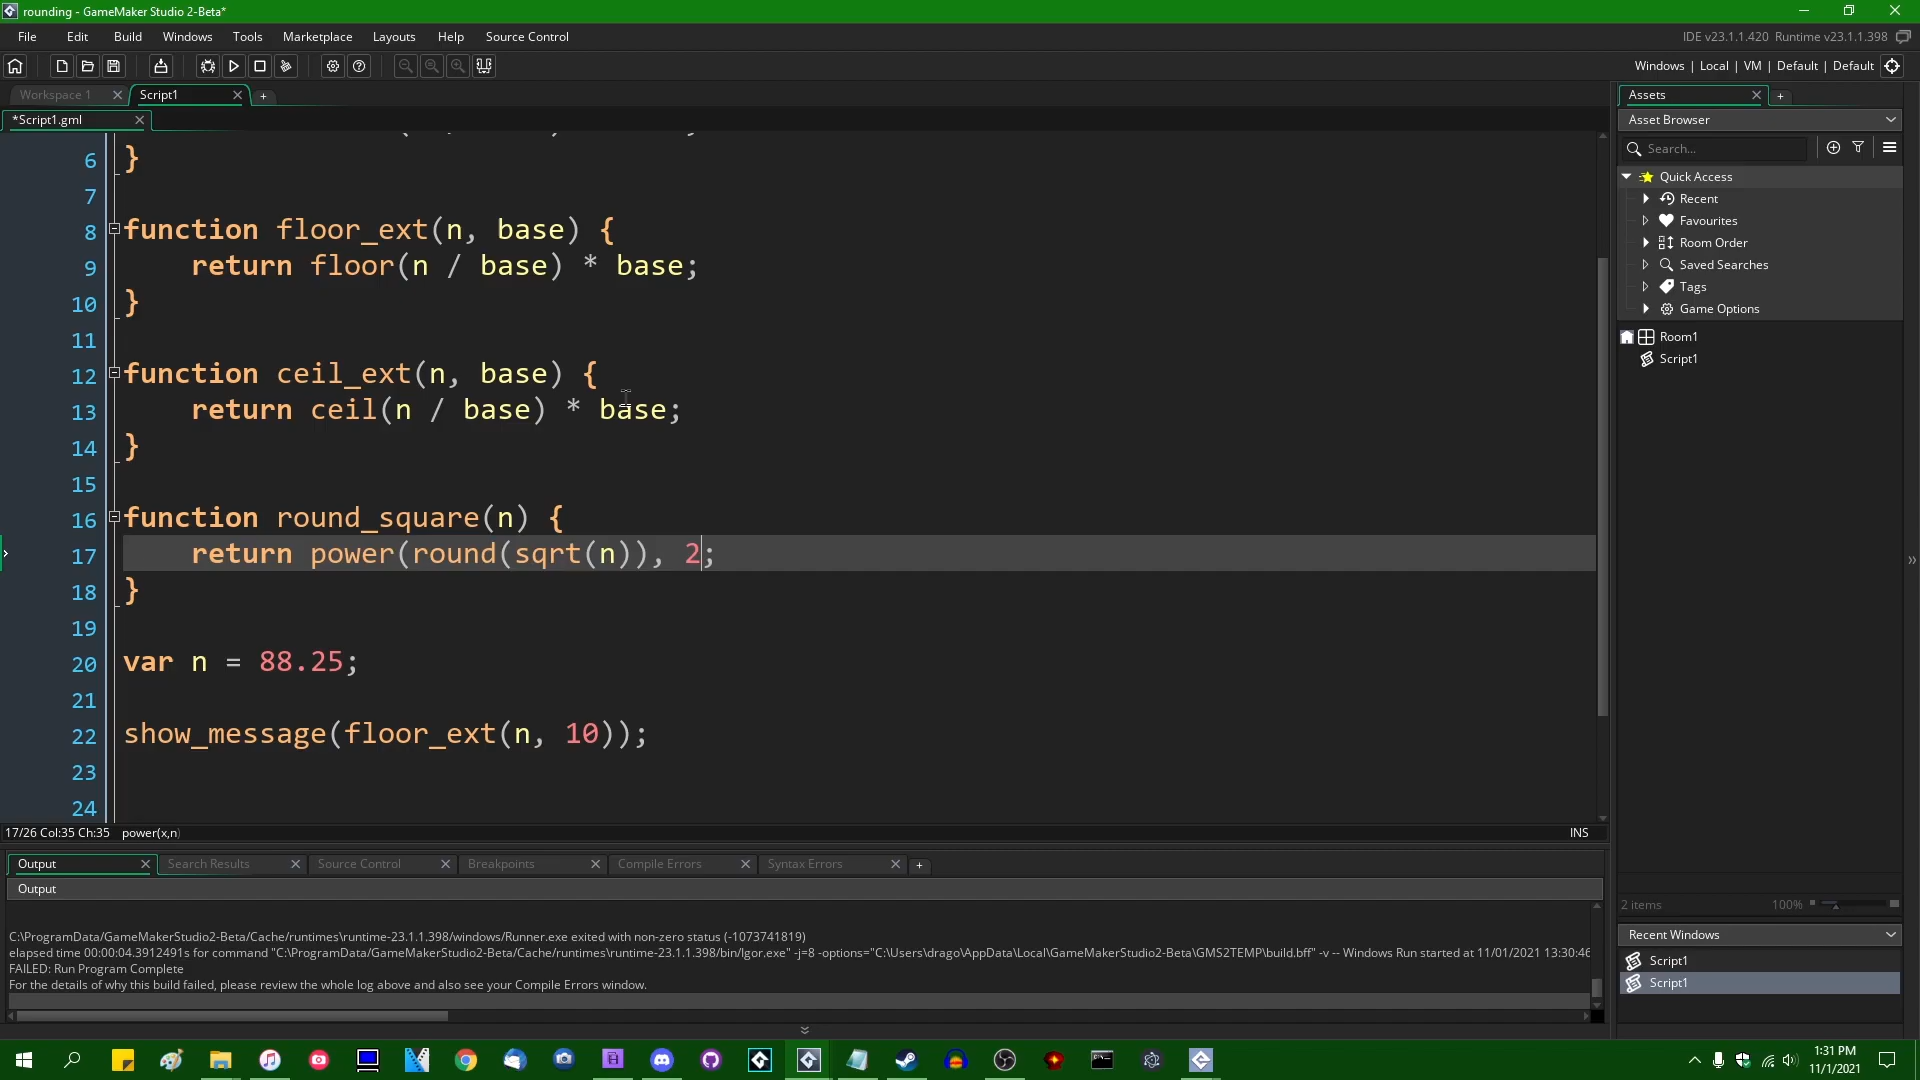 rounding - GameMaker Studio 2-Beta*
File Edit Build Windows Tools Marketplace Layouts Help Source Control
IDE v23.1.1.420 Runtime v23.1.1.398
Windows | Local | VM | Default | Default
Workspace 1
Script1
*Script1.gml
6 }
7
8 function floor_ext(n, base) {
9 return floor(n / base) * base;
10 }
11
12 function ceil_ext(n, base) {
13 return ceil(n / base) * base;
14 }
15
16 function round_square(n) {
17 return power(round(sqrt(n)), 2;
18 }
19
20 var n = 88.25;
21
22 show_message(floor_ext(n, 10));
23
24
17/26 Col:35 Ch:35 power(x,n)
INS
Output Search Results Source Control Breakpoints Compile Errors Syntax Errors
Output
C:\ProgramData/GameMakerStudio2-Beta/Cache/runtimes\runtime-23.1.1.398/windows/Runner.exe exited with non-zero status (-1073741819)
elapsed time 00:00:04.3912491s for command "C:\ProgramData/GameMakerStudio2-Beta/Cache/runtimes\runtime-23.1.1.398/bin/Igor.exe" -j=8 -options="C:\Users\drago\AppData\Local\GameMakerStudio2-Beta\GMS2TEMP\build.bff" -v -- Windows Run started at 11/01/2021 13:30:46
FAILED: Run Program Complete
For the details of why this build failed, please review the whole log above and also see your Compile Errors window.
Assets
Asset Browser
Search...
Quick Access
Recent
Favourites
Room Order
Saved Searches
Tags
Game Options
Room1
Script1
2 items
100%
Recent Windows
Script1
Script1
1:31 PM
11/1/2021